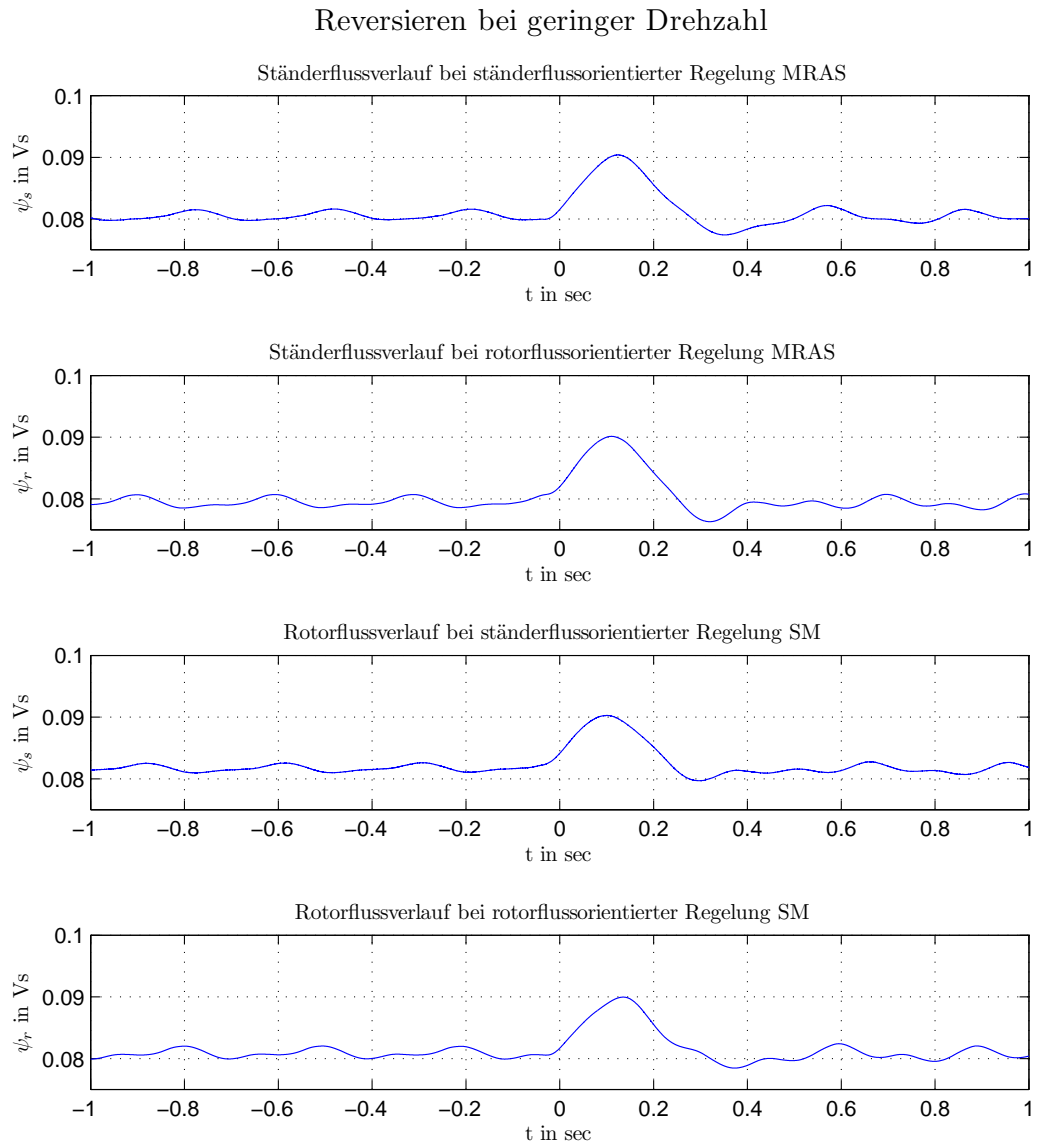 Reversieren bei geringer Drehzahl
Ständerflussverlauf bei ständerflussorientierter Regelung MRAS
ψs in Vs
0.1
0.09
0.08
−1 −0.8 −0.6 −0.4 −0.2 0 0.2 0.4 0.6 0.8 1
t in sec
Ständerflussverlauf bei rotorflussorientierter Regelung MRAS
ψr in Vs
0.1
0.09
0.08
−1 −0.8 −0.6 −0.4 −0.2 0 0.2 0.4 0.6 0.8 1
t in sec
Rotorflussverlauf bei ständerflussorientierter Regelung SM
ψs in Vs
0.1
0.09
0.08
−1 −0.8 −0.6 −0.4 −0.2 0 0.2 0.4 0.6 0.8 1
t in sec
Rotorflussverlauf bei rotorflussorientierter Regelung SM
ψr in Vs
0.1
0.09
0.08
−1 −0.8 −0.6 −0.4 −0.2 0 0.2 0.4 0.6 0.8 1
t in sec